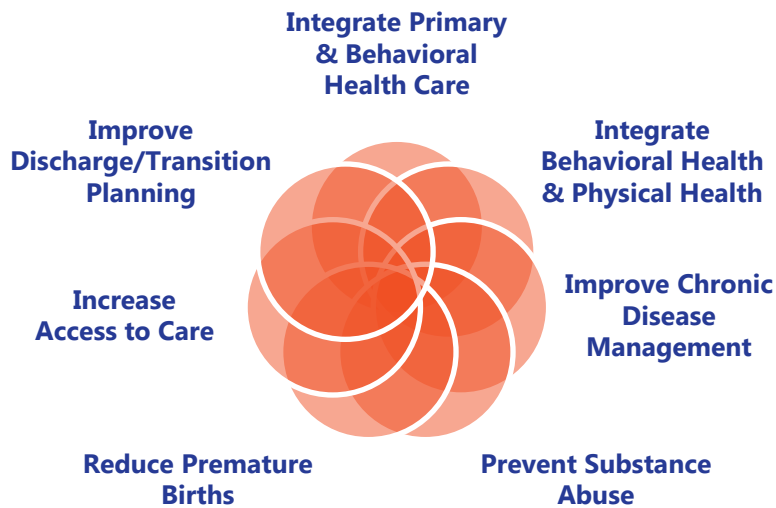 Integrate Primary
& Behavioral
Health Care
Integrate
Behavioral Health
& Physical Health
Improve Chronic
Disease
Management
Prevent Substance
Abuse
Reduce Premature
Births
Increase
Access to Care
Improve
Discharge/Transition
Planning